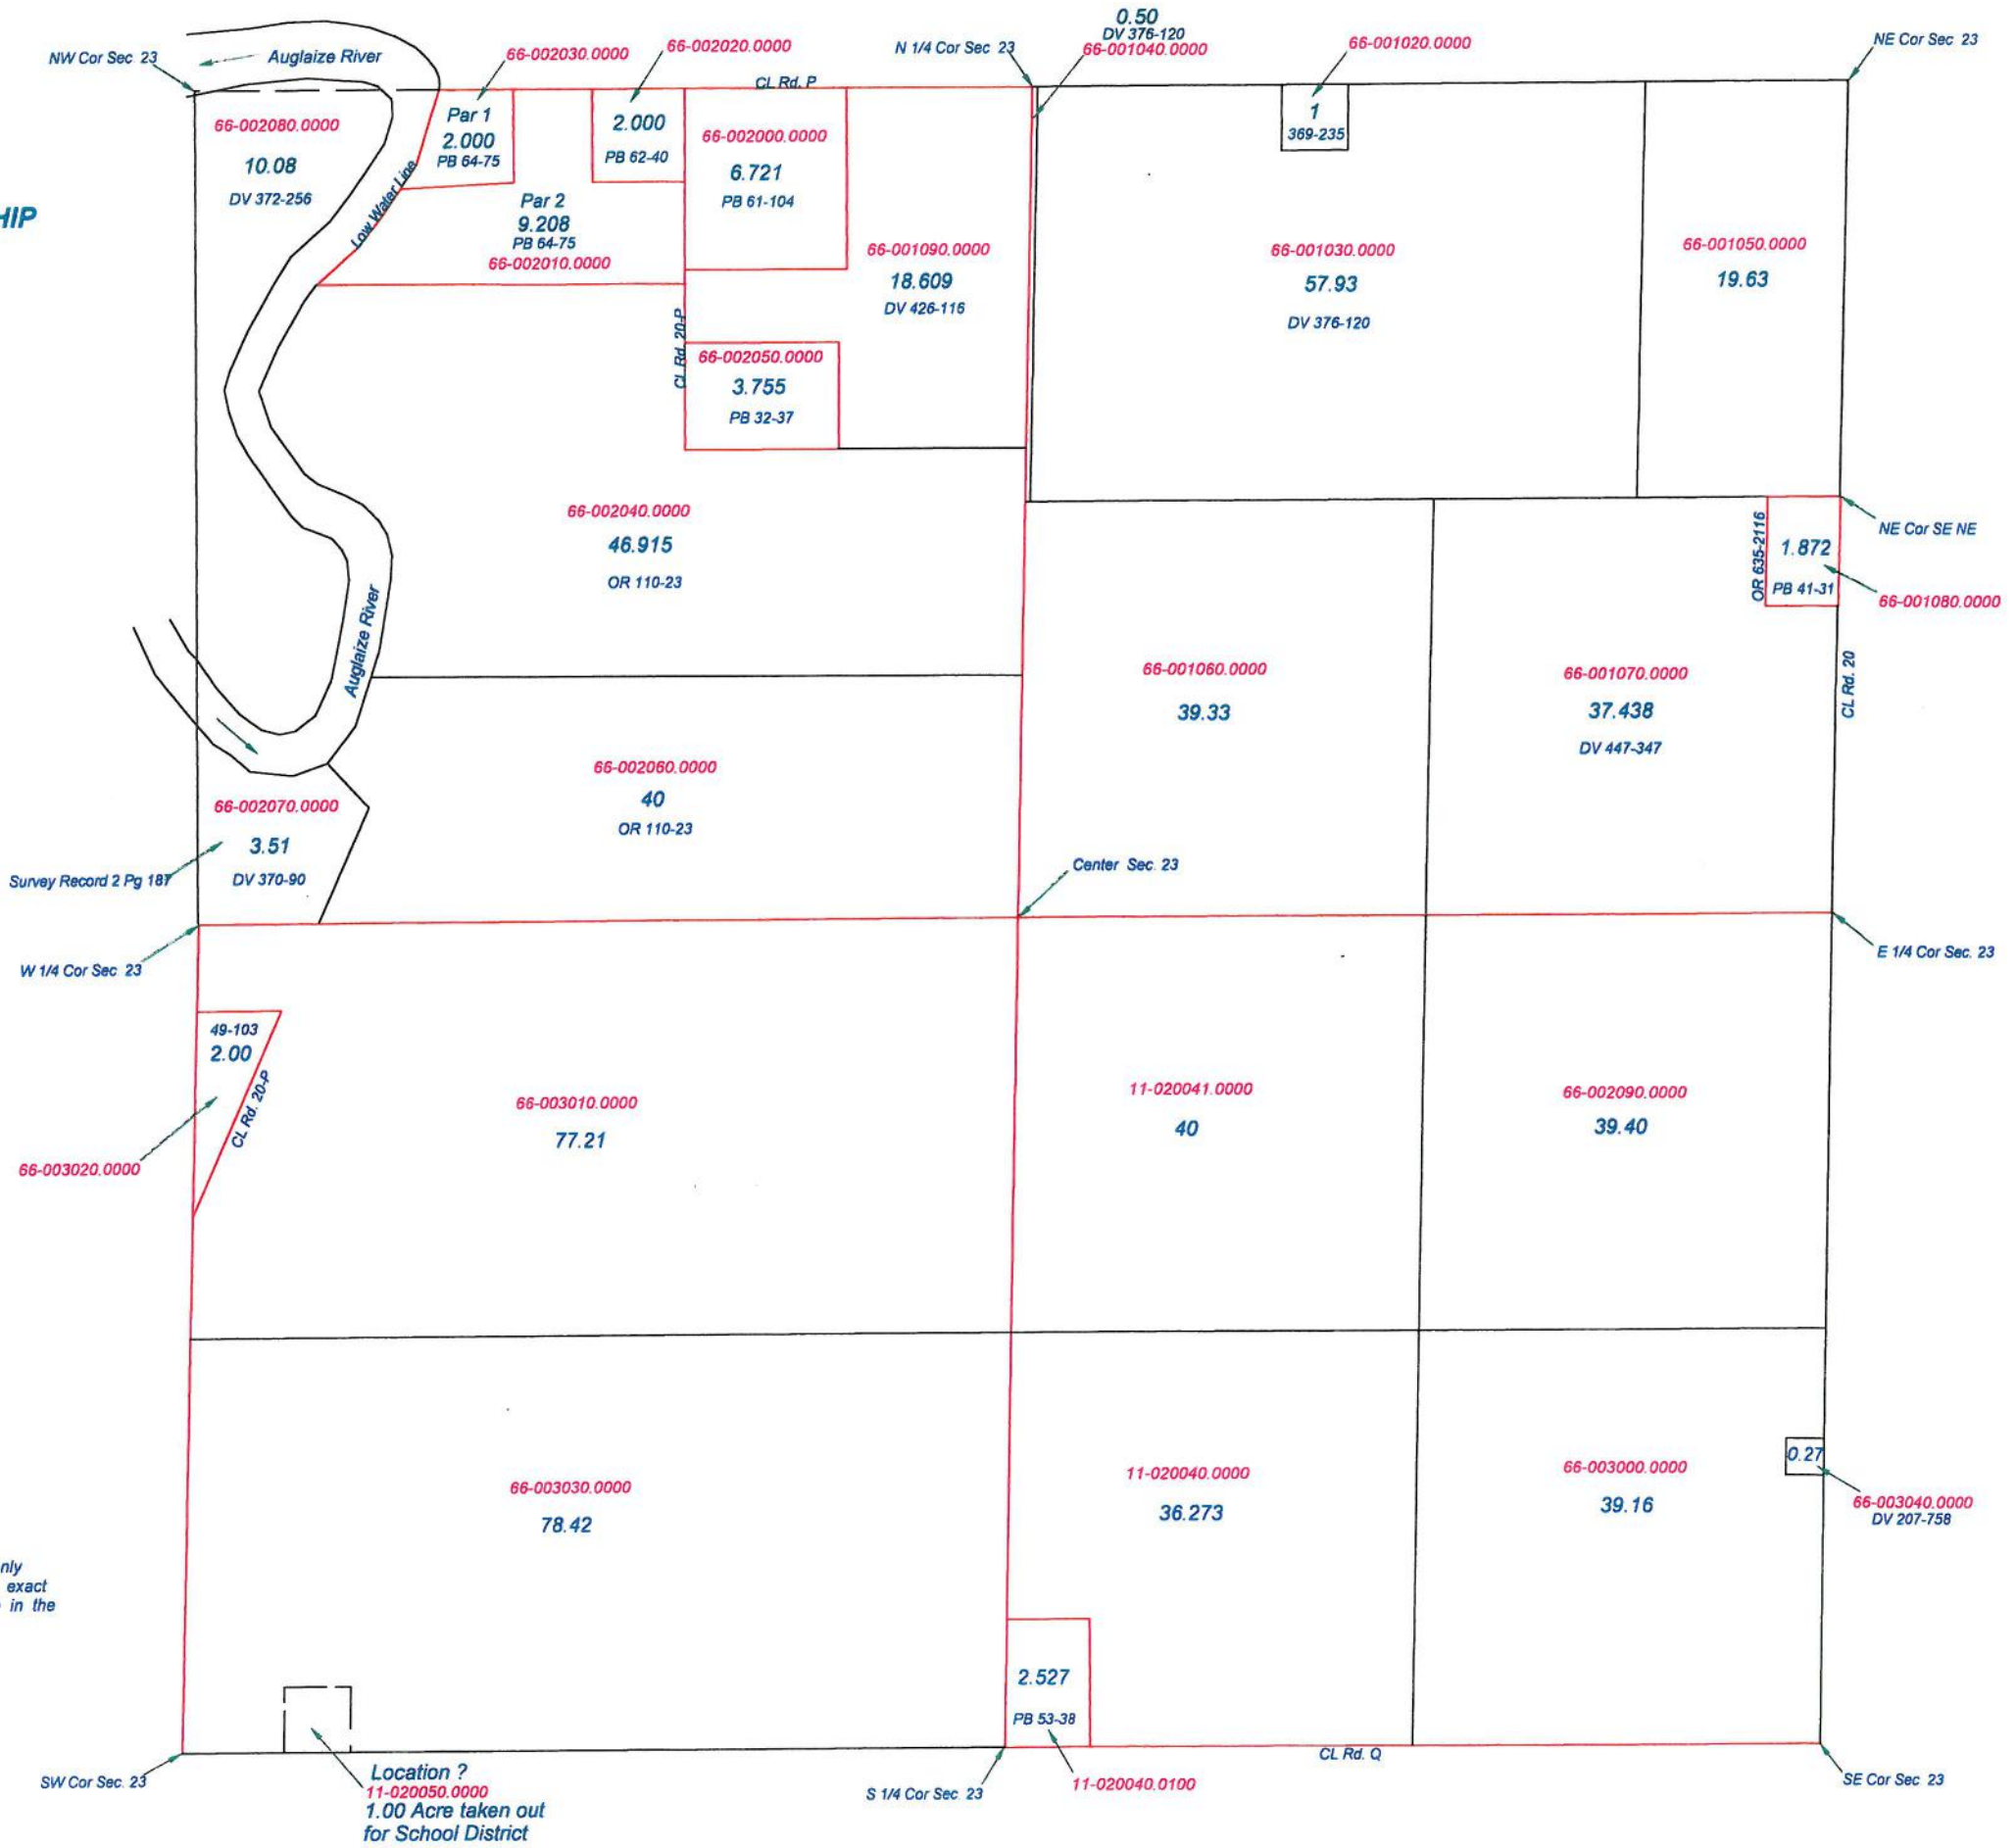 0.50
DV 376-120
66-001040.0000
NW Cor Sec 23
Auglaize River
66-002030.0000
66-002020.0000
N 1/4 Cor Sec 23
66-001020.0000
NE Cor Sec 23
CL Rd. P
66-002080.0000
10.08
DV 372-256
Par 1
2.000
PB 64-75
2.000
PB 62-40
66-002000.0000
6.721
PB 61-104
1
369-235
HIP
Low Water Line
Par 2
9.208
PB 64-75
66-002010.0000
66-001090.0000
18.609
DV 426-116
66-001030.0000
57.93
DV 376-120
66-001050.0000
19.63
CL Rd. 20-P
66-002050.0000
3.755
PB 32-37
66-002040.0000
46.915
OR 110-23
OR 635-2116
1.872
PB 41-31
NE Cor SE NE
66-001080.0000
Auglaize River
66-001060.0000
39.33
66-001070.0000
37.438
DV 447-347
CL Rd. 20
66-002060.0000
40
OR 110-23
66-002070.0000
3.51
DV 370-90
Survey Record 2 Pg 187
Center Sec. 23
W 1/4 Cor Sec 23
E 1/4 Cor Sec. 23
49-103
2.00
CL Rd. 20-P
66-003020.0000
66-003010.0000
77.21
11-020041.0000
40
66-002090.0000
39.40
66-003030.0000
78.42
11-020040.0000
36.273
66-003000.0000
39.16
0.27
66-003040.0000
DV 207-758
nly
exact
in the
2.527
PB 53-38
CL Rd. Q
SW Cor Sec. 23
Location ?
11-020050.0000
1.00 Acre taken out
for School District
S 1/4 Cor Sec. 23
11-020040.0100
SE Cor Sec 23